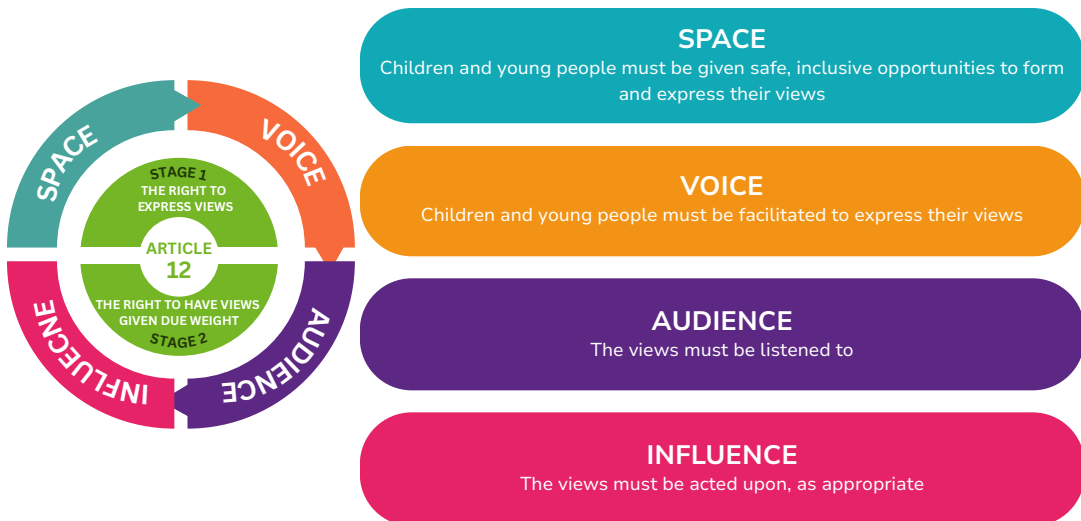 SPACE
VOICE
AUDIENCE
INFLUECNE
STAGE 1
THE RIGHT TO
EXPRESS VIEWS
ARTICLE
12
THE RIGHT TO HAVE VIEWS
GIVEN DUE WEIGHT
STAGE 2
SPACE
Children and young people must be given safe, inclusive opportunities to form
and express their views
VOICE
Children and young people must be facilitated to express their views
AUDIENCE
The views must be listened to
INFLUENCE
The views must be acted upon, as appropriate